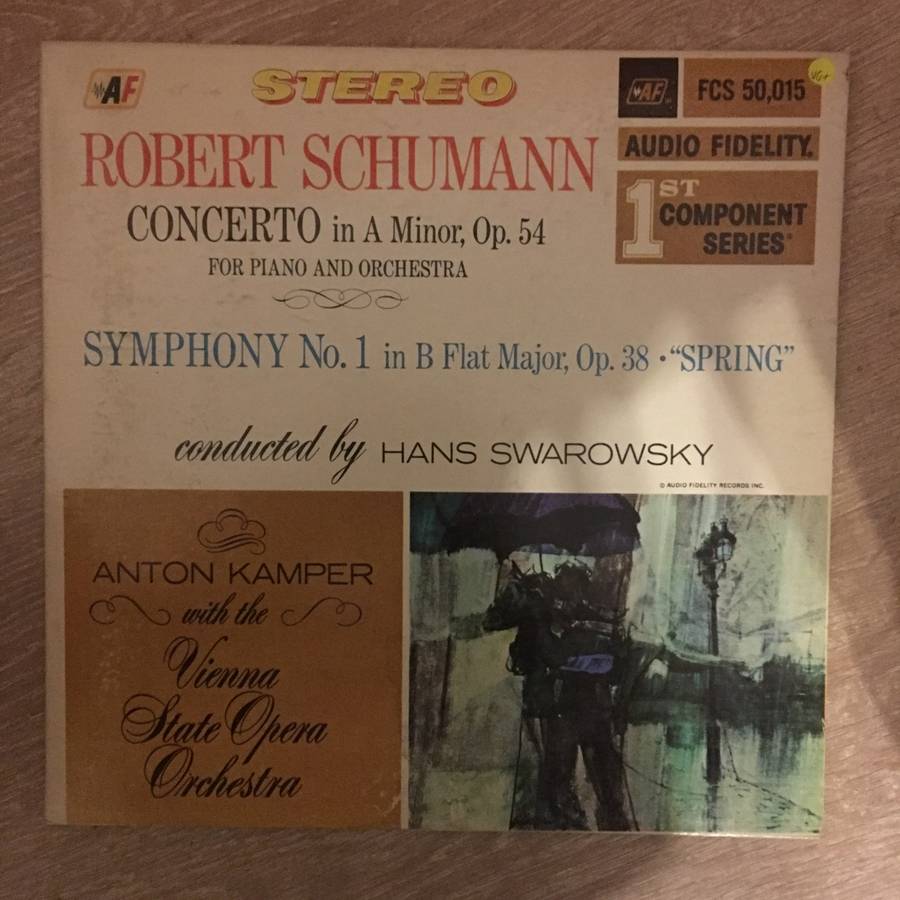 AF
STEREO
AF
FCS 50,015
VG+
AUDIO FIDELITY.
1ST COMPONENT
SERIES
ROBERT SCHUMANN
CONCERTO in A Minor, Op. 54
FOR PIANO AND ORCHESTRA
SYMPHONY No. 1 in B Flat Major, Op. 38 • "SPRING"
conducted by HANS SWAROWSKY
© AUDIO FIDELITY RECORDS INC.
ANTON KAMPER
with the
Vienna
State Opera
Orchestra